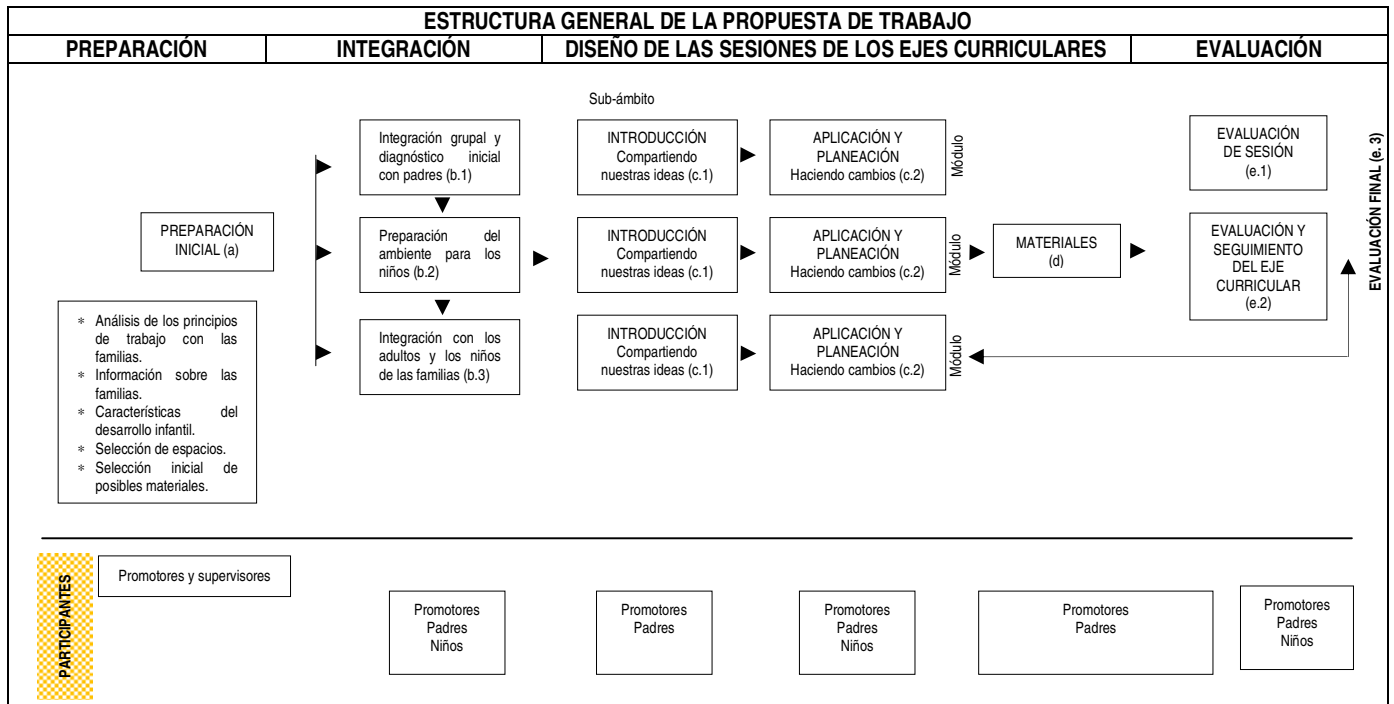 ESTRUCTURA GENERAL DE LA PROPUESTA DE TRABAJO
PREPARACIÓN
INTEGRACIÓN
DISEÑO DE LAS SESIONES DE LOS EJES CURRICULARES
EVALUACIÓN
PREPARACIÓN
INICIAL (a)
* Análisis de los principios
de trabajo con las
familias.
* Información sobre las
familias.
* Características del
desarrollo infantil.
* Selección de espacios.
* Selección inicial de
posibles materiales.
Integración grupal y
diagnóstico inicial
con padres (b.1)
Preparación del
ambiente para los
niños (b.2)
Integración con los
adultos y los niños
de las familias (b.3)
Sub-ámbito
INTRODUCCIÓN
Compartiendo
nuestras ideas (c.1)
APLICACIÓN Y
PLANEACIÓN
Haciendo cambios (c.2)
Módulo
INTRODUCCIÓN
Compartiendo
nuestras ideas (c.1)
APLICACIÓN Y
PLANEACIÓN
Haciendo cambios (c.2)
Módulo
INTRODUCCIÓN
Compartiendo
nuestras ideas (c.1)
APLICACIÓN Y
PLANEACIÓN
Haciendo cambios (c.2)
Módulo
MATERIALES
(d)
EVALUACIÓN
DE SESIÓN
(e.1)
EVALUACIÓN Y
SEGUIMIENTO
DEL EJE
CURRICULAR
(e.2)
EVALUACIÓN FINAL (e. 3)
PARTICIPANTES
Promotores y supervisores
Promotores
Padres
Niños
Promotores
Padres
Promotores
Padres
Niños
Promotores
Padres
Promotores
Padres
Niños